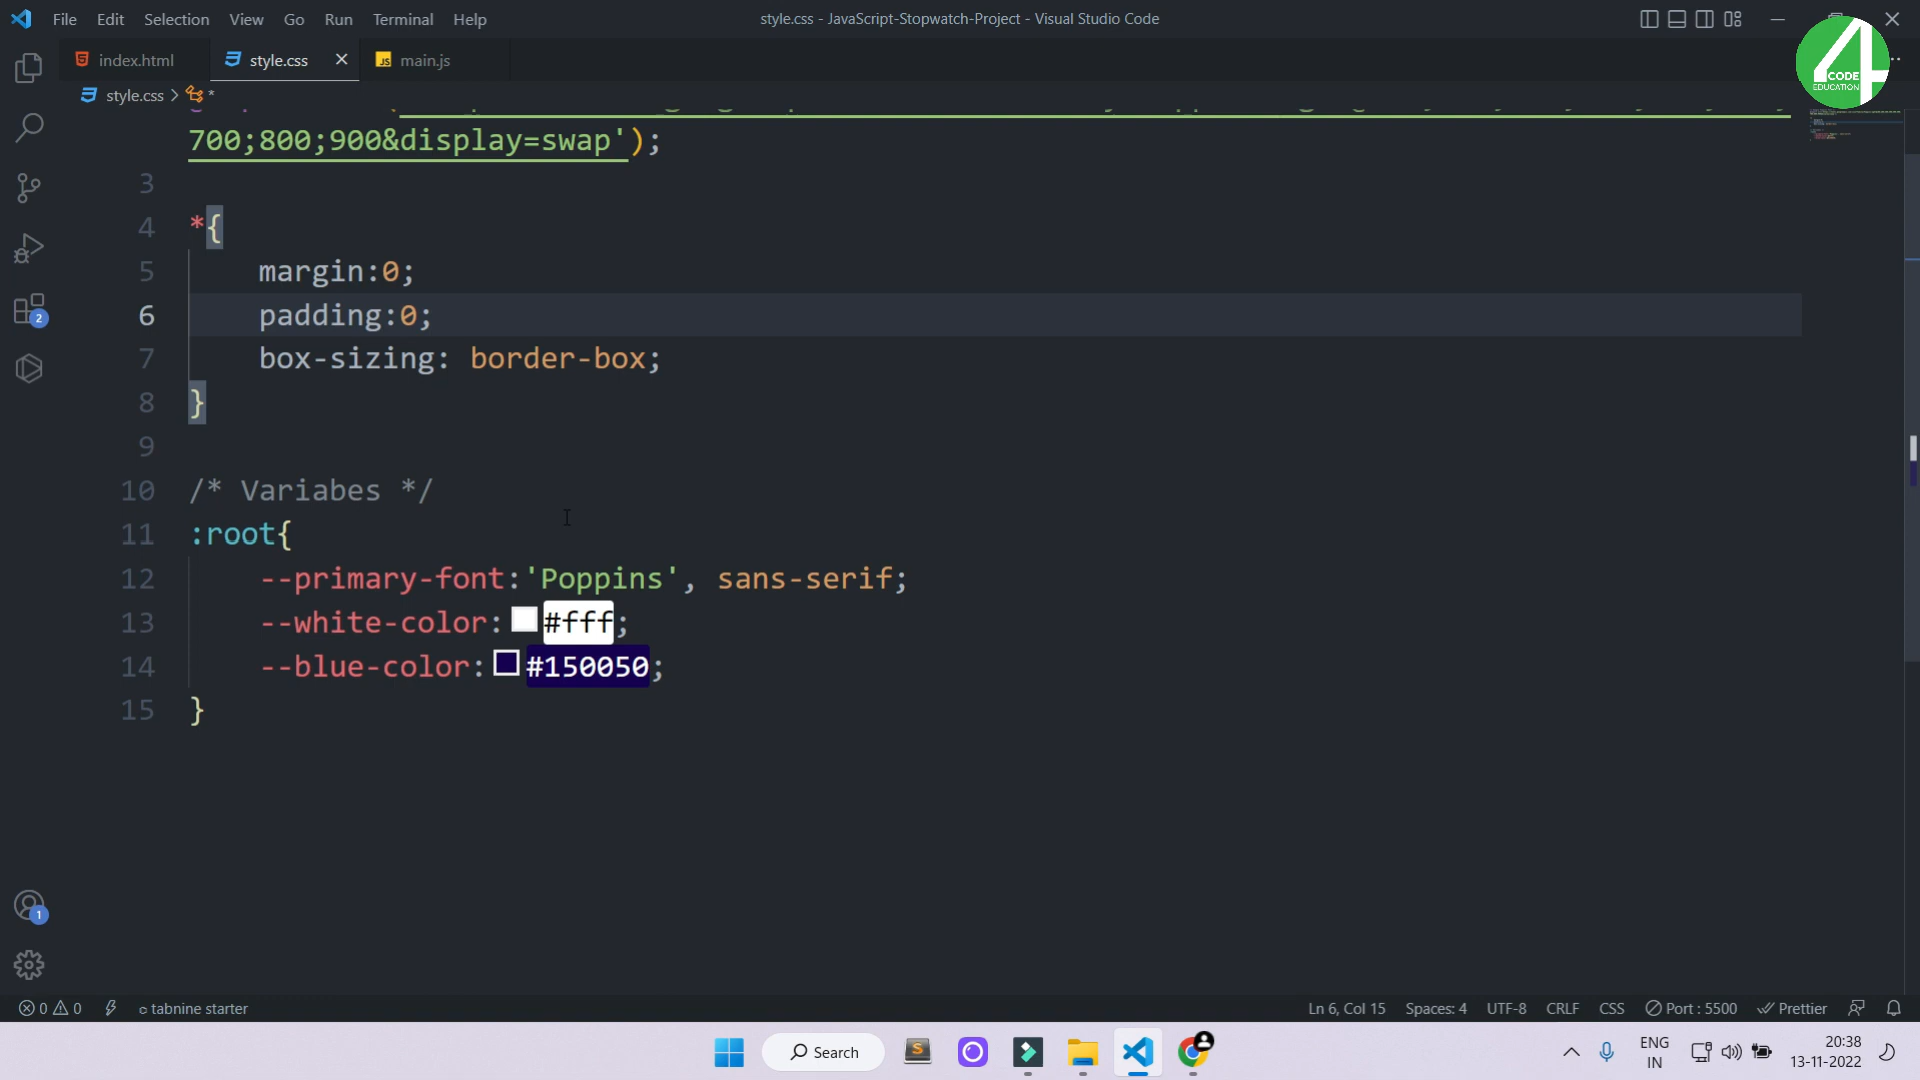 File Edit Selection View Go Run Terminal Help
style.css - JavaScript-Stopwatch-Project - Visual Studio Code
4
CODE
EDUCATION
index.html
style.css
JS main.js
style.css > *
700;800;900&display=swap');
3
4 *{
5 margin:0;
6 padding:0;
7 box-sizing: border-box;
8 }
9
10 /* Variabes */
11 :root{
12 --primary-font:'Poppins', sans-serif;
13 --white-color: #fff;
14 --blue-color: #150050;
15 }
2
1
0 0 tabnine starter
Ln 6, Col 15 Spaces: 4 UTF-8 CRLF CSS Port : 5500 Prettier
Search
ENG
IN
20:38
13-11-2022